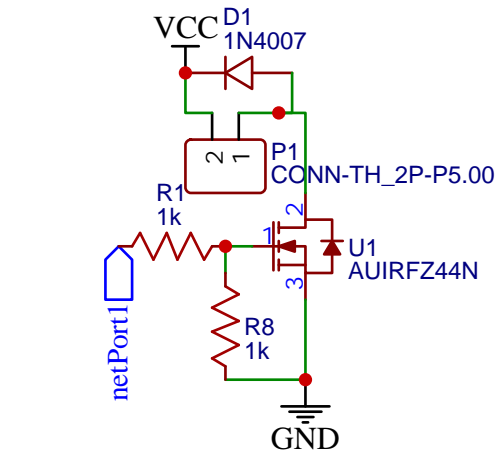 VCC
D1
1N4007
2
1
P1
CONN-TH_2P-P5.00
R1
1k
2
1
U1
AUIRFZ44N
3
netPort1
R8
1k
GND